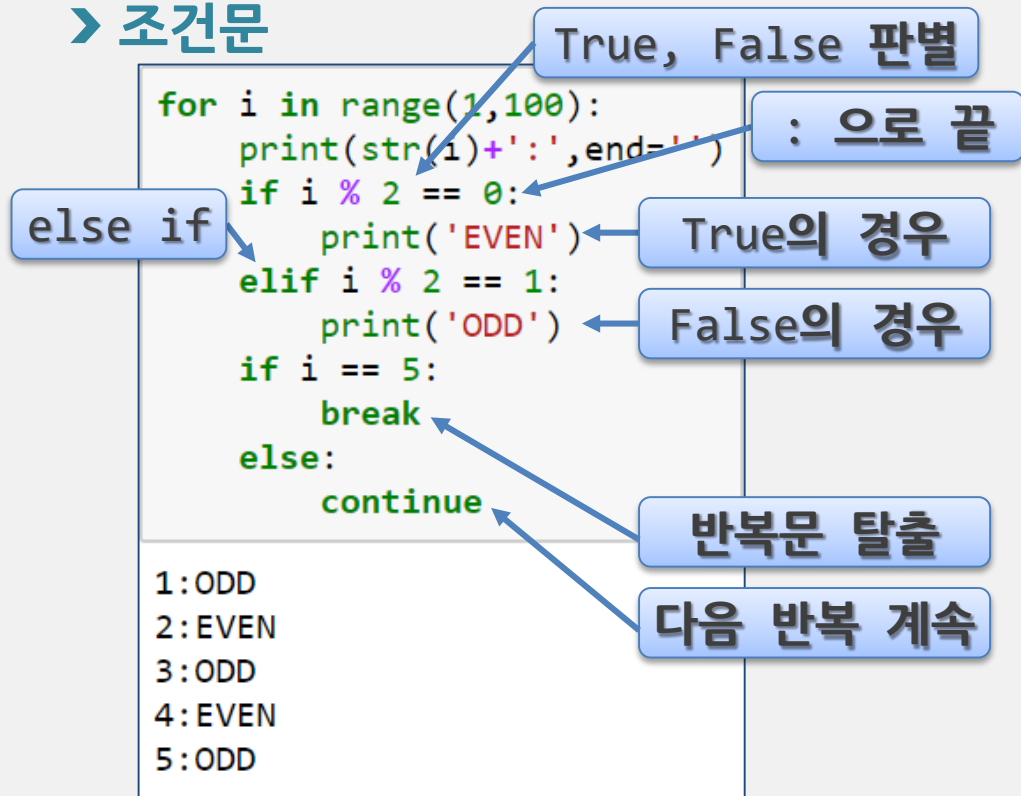 조건문
True, False 판별
for i in range(1,100):
: 으로 끝
    print(str(i)+':',end='')
    if i % 2 == 0:
else if
        print('EVEN')
True의 경우
    elif i % 2 == 1:
        print('ODD')
False의 경우
    if i == 5:
        break
    else:
        continue
반복문 탈출
다음 반복 계속
1:ODD
2:EVEN
3:ODD
4:EVEN
5:ODD